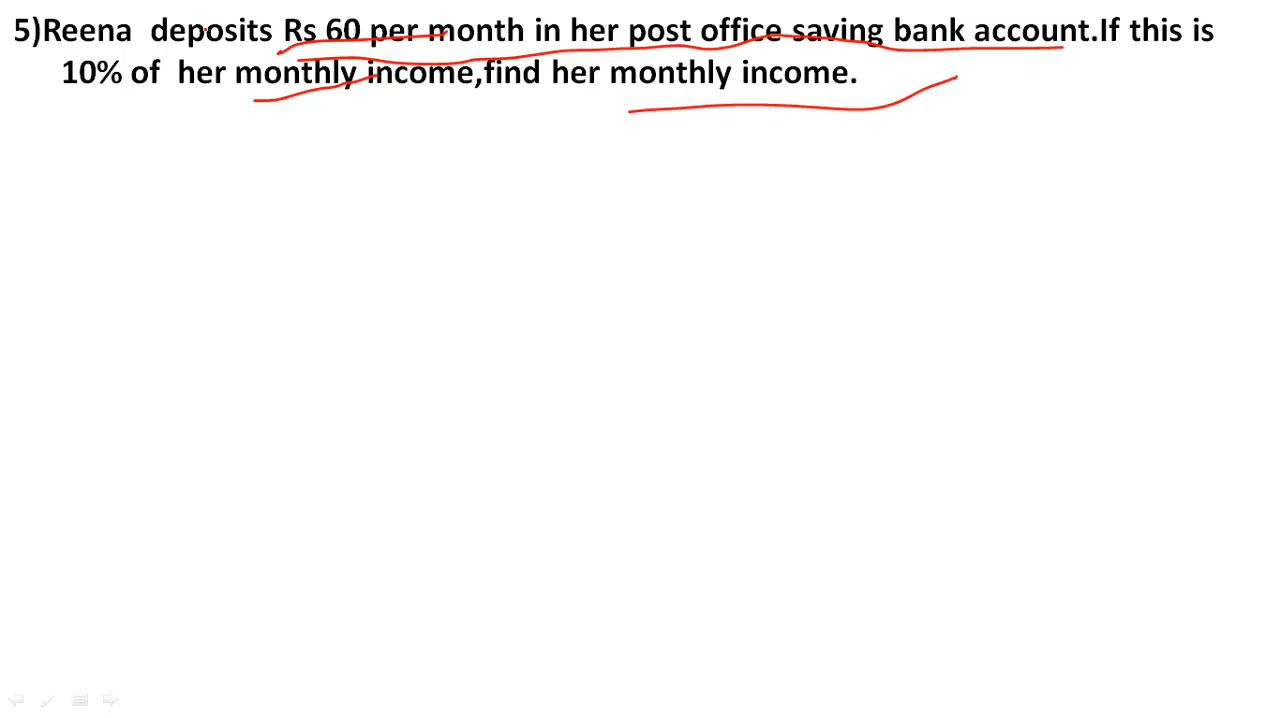 5)Reena deposits Rs 60 per month in her post office saving bank account.If this is
10% of her monthly income,find her monthly income.